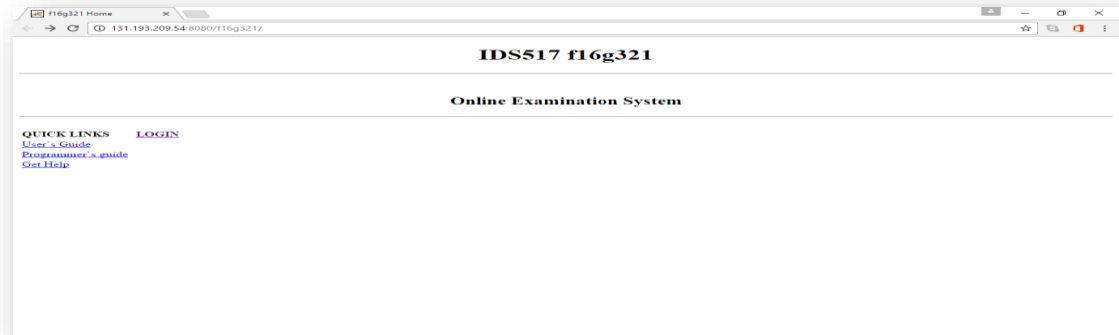 f16g321 Home
131.193.209.54:8080/f16g321/
IDS517 f16g321
Online Examination System
QUICK LINKS LOGIN
User`s Guide
Programmer`s guide
Get Help